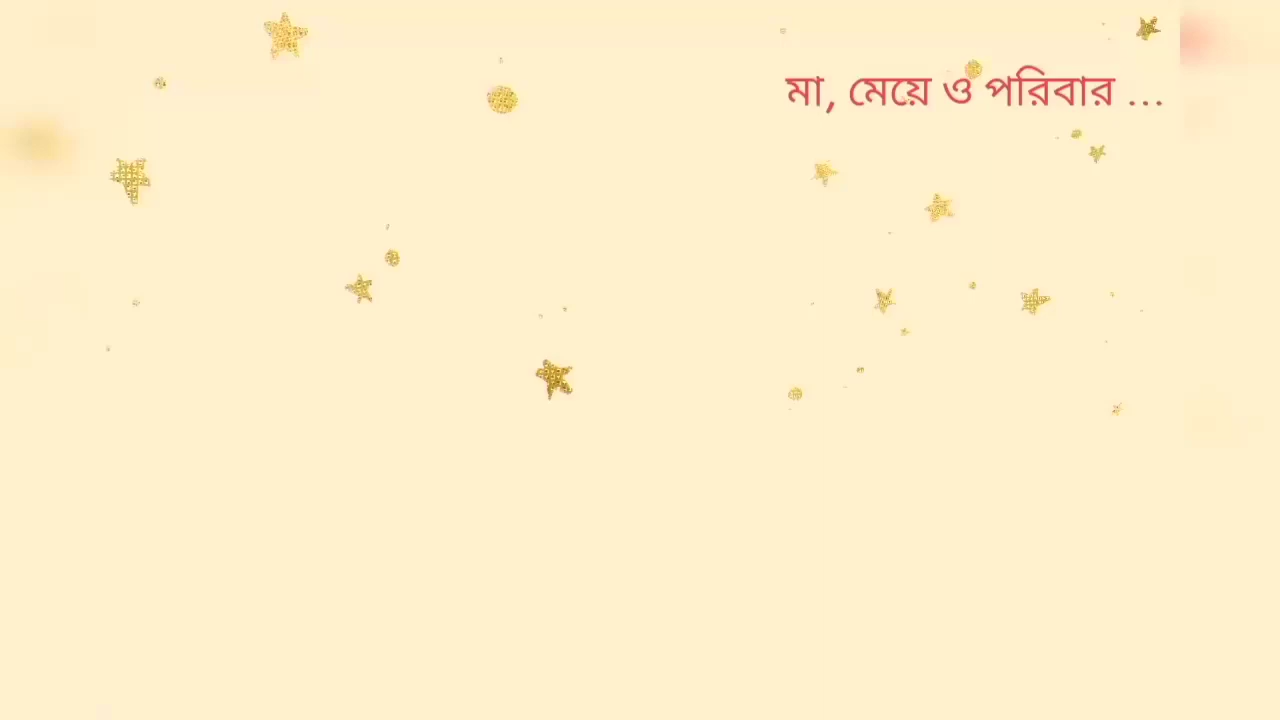 মা, মেয়ে ও পরিবার ...